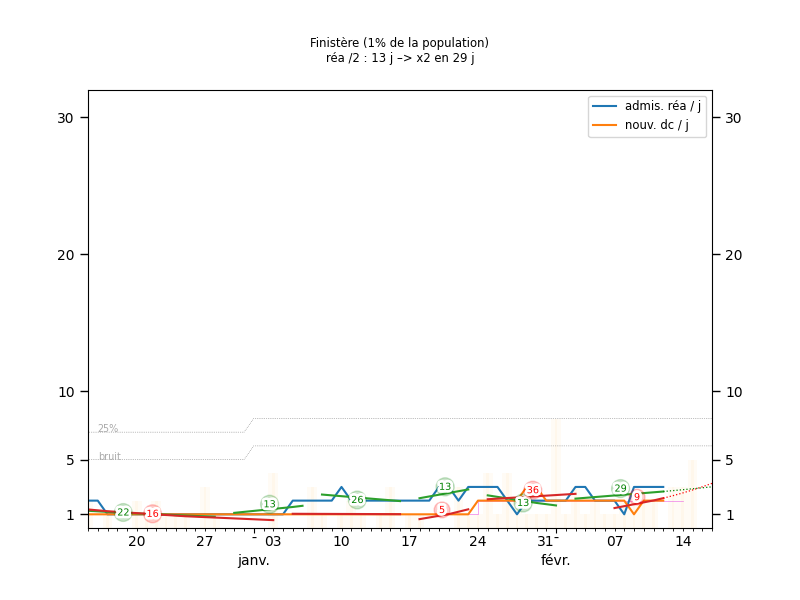 Finistère (1% de la population)
réa /2 : 13 j –> x2 en 29 j
admis. réa / j
nouv. dc / j
30 30
20 20
10 10
25%
5 5
bruit
1 1
22 16 13 26 13 5 13 36 29 9
20 27 03 10 17 24 31 07 14
janv. févr.